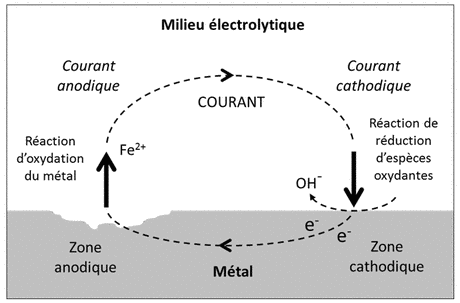 Milieu électrolytique
Courant
anodique
Courant
cathodique
COURANT
Réaction
d'oxydation
du métal
Fe²⁺
Réaction de
réduction
d'espèces
oxydantes
OH⁻
e⁻
e⁻
Zone
anodique
Métal
Zone
cathodique